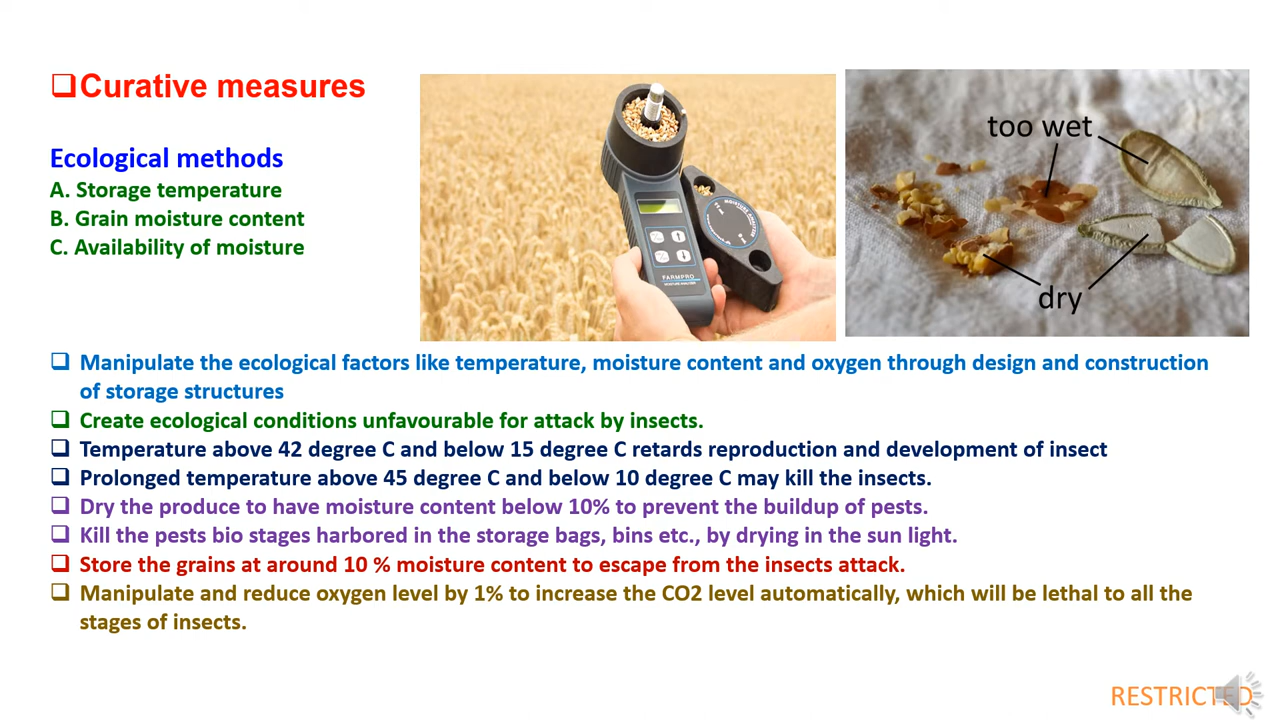 Curative measures
Ecological methods
A. Storage temperature
B. Grain moisture content
C. Availability of moisture
FARMPRO
too wet
dry
Manipulate the ecological factors like temperature, moisture content and oxygen through design and construction
of storage structures
Create ecological conditions unfavourable for attack by insects.
Temperature above 42 degree C and below 15 degree C retards reproduction and development of insect
Prolonged temperature above 45 degree C and below 10 degree C may kill the insects.
Dry the produce to have moisture content below 10% to prevent the buildup of pests.
Kill the pests bio stages harbored in the storage bags, bins etc., by drying in the sun light.
Store the grains at around 10 % moisture content to escape from the insects attack.
Manipulate and reduce oxygen level by 1% to increase the CO2 level automatically, which will be lethal to all the
stages of insects.
RESTRICTED